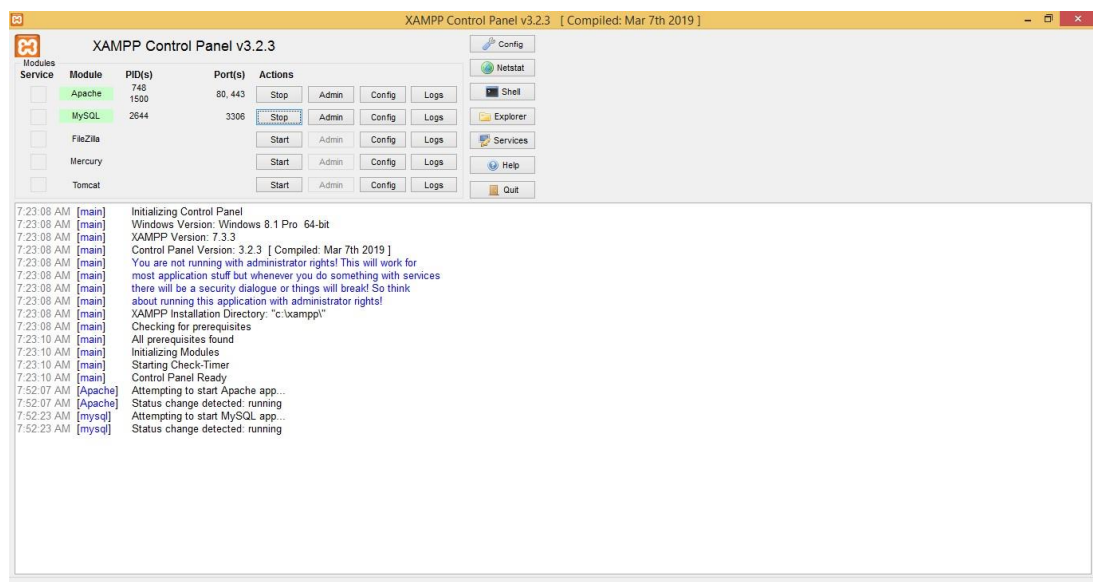 XAMPP Control Panel v3.2.3 [ Compiled: Mar 7th 2019 ]
XAMPP Control Panel v3.2.3
Config
Modules
Service Module PID(s) Port(s) Actions
Netstat
Apache 748 1500 80, 443 Stop Admin Config Logs
Shell
MySQL 2644 3306 Stop Admin Config Logs
Explorer
FileZilla Start Admin Config Logs
Services
Mercury Start Admin Config Logs
Help
Tomcat Start Admin Config Logs
Quit
7:23:08 AM [main] Initializing Control Panel
7:23:08 AM [main] Windows Version: Windows 8.1 Pro 64-bit
7:23:08 AM [main] XAMPP Version: 7.3.3
7:23:08 AM [main] Control Panel Version: 3.2.3 [ Compiled: Mar 7th 2019 ]
7:23:08 AM [main] You are not running with administrator rights! This will work for
7:23:08 AM [main] most application stuff but whenever you do something with services
7:23:08 AM [main] there will be a security dialogue or things will break! So think
7:23:08 AM [main] about running this application with administrator rights!
7:23:08 AM [main] XAMPP Installation Directory: "c:\xampp\"
7:23:08 AM [main] Checking for prerequisites
7:23:10 AM [main] All prerequisites found
7:23:10 AM [main] Initializing Modules
7:23:10 AM [main] Starting Check-Timer
7:23:10 AM [main] Control Panel Ready
7:52:07 AM [Apache] Attempting to start Apache app...
7:52:07 AM [Apache] Status change detected: running
7:52:23 AM [mysql] Attempting to start MySQL app...
7:52:23 AM [mysql] Status change detected: running